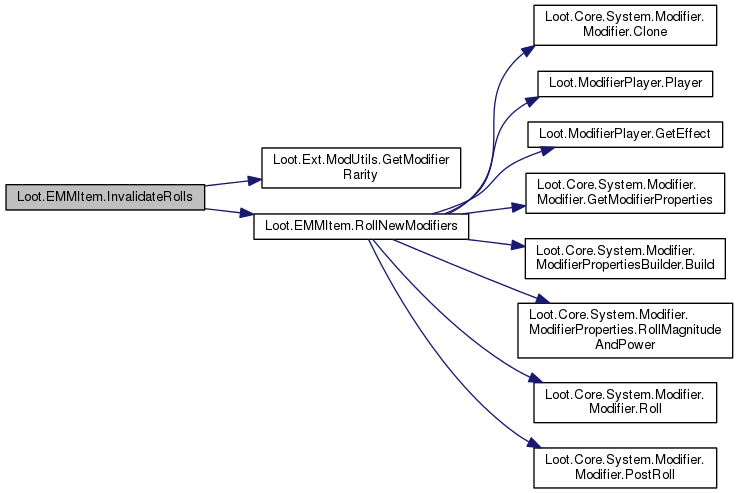 Loot.EMMItem.InvalidateRolls
Loot.Ext.ModUtils.GetModifier
Rarity
Loot.EMMItem.RollNewModifiers
Loot.Core.System.Modifier.
Modifier.Clone
Loot.ModifierPlayer.Player
Loot.ModifierPlayer.GetEffect
Loot.Core.System.Modifier.
Modifier.GetModifierProperties
Loot.Core.System.Modifier.
ModifierPropertiesBuilder.Build
Loot.Core.System.Modifier.
ModifierProperties.RollMagnitude
AndPower
Loot.Core.System.Modifier.
Modifier.Roll
Loot.Core.System.Modifier.
Modifier.PostRoll